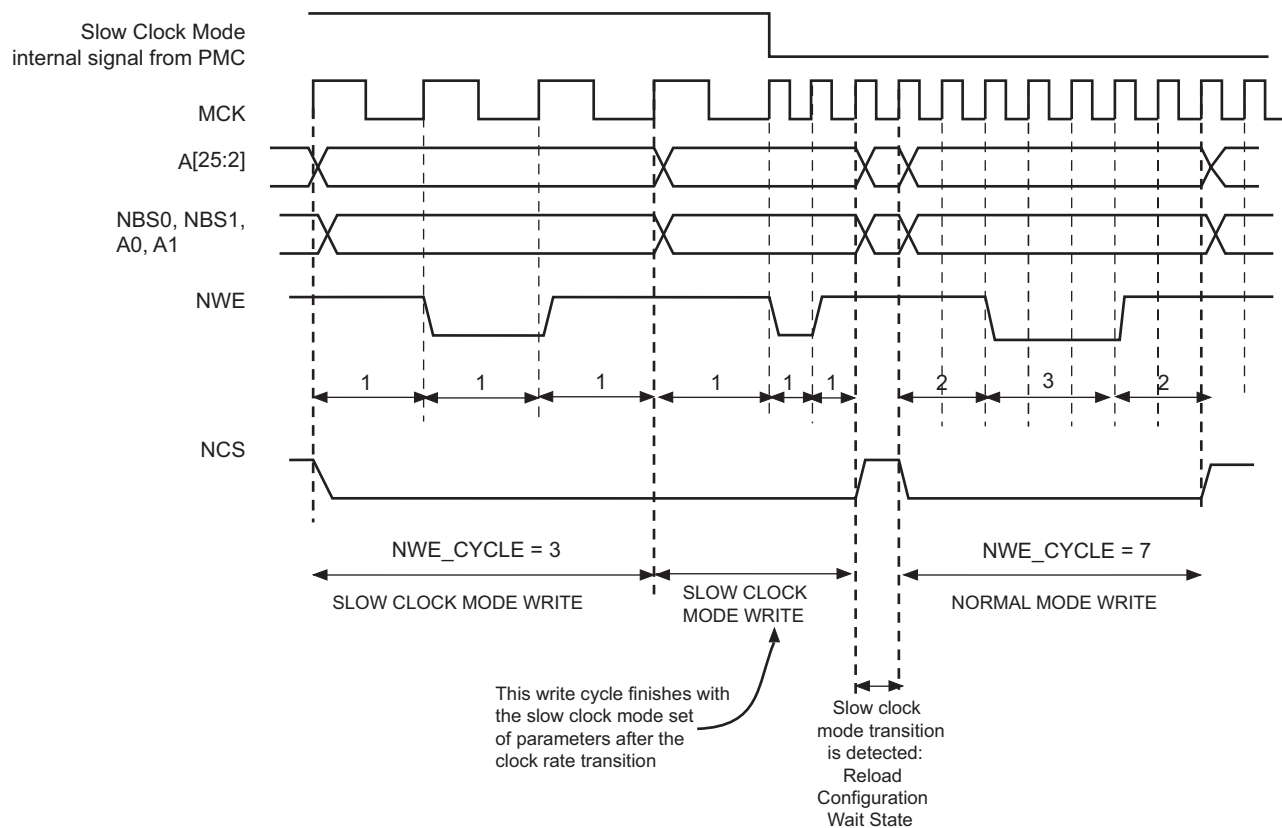 Slow Clock Mode
internal signal from PMC
MCK
A[25:2]
NBS0, NBS1,
A0, A1
NWE
1 1 1 1 1 1 2 3 2
NCS
NWE_CYCLE = 3
NWE_CYCLE = 7
SLOW CLOCK MODE WRITE
SLOW CLOCK
MODE WRITE
NORMAL MODE WRITE
This write cycle finishes with
the slow clock mode set
of parameters after the
clock rate transition
Slow clock
mode transition
is detected:
Reload
Configuration
Wait State